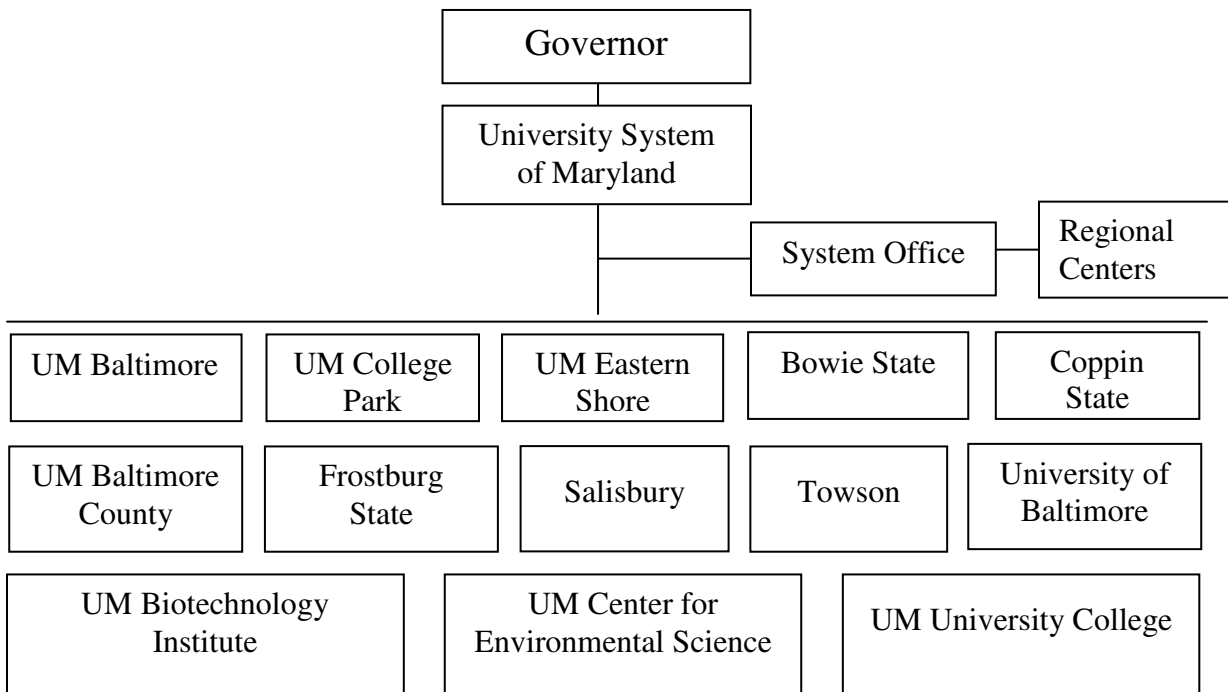 Governor
University System
of Maryland
System Office
Regional
Centers
UM Baltimore
UM College
Park
UM Eastern
Shore
Bowie State
Coppin
State
UM Baltimore
County
Frostburg
State
Salisbury
Towson
University of
Baltimore
UM Biotechnology
Institute
UM Center for
Environmental Science
UM University College